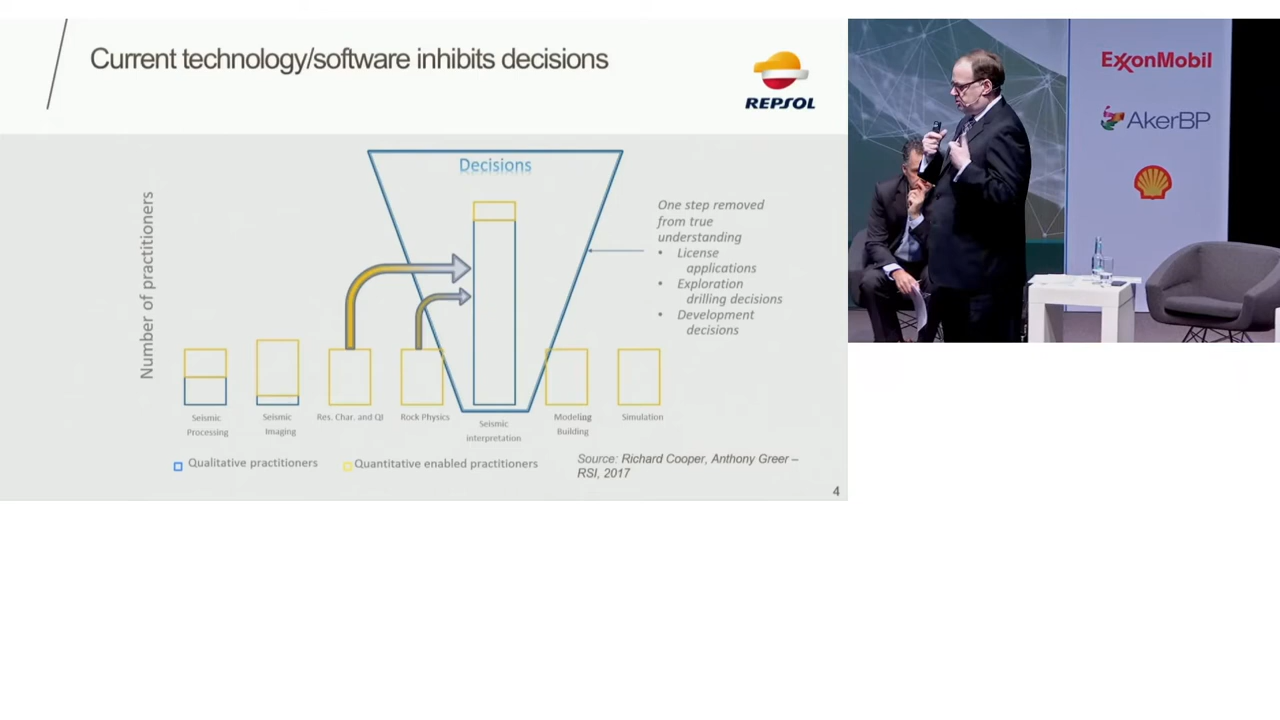 Current technology/software inhibits decisions
REPSOL
Decisions
Number of practitioners
One step removed
from true
understanding
• License
applications
• Exploration
drilling decisions
• Development
decisions
Seismic
Processing
Seismic
Imaging
Res. Char. and QI
Rock Physics
Seismic
interpretation
Modeling
Building
Simulation
Qualitative practitioners
Quantitative enabled practitioners
Source: Richard Cooper, Anthony Greer –
RSI, 2017
4
ExxonMobil
AkerBP